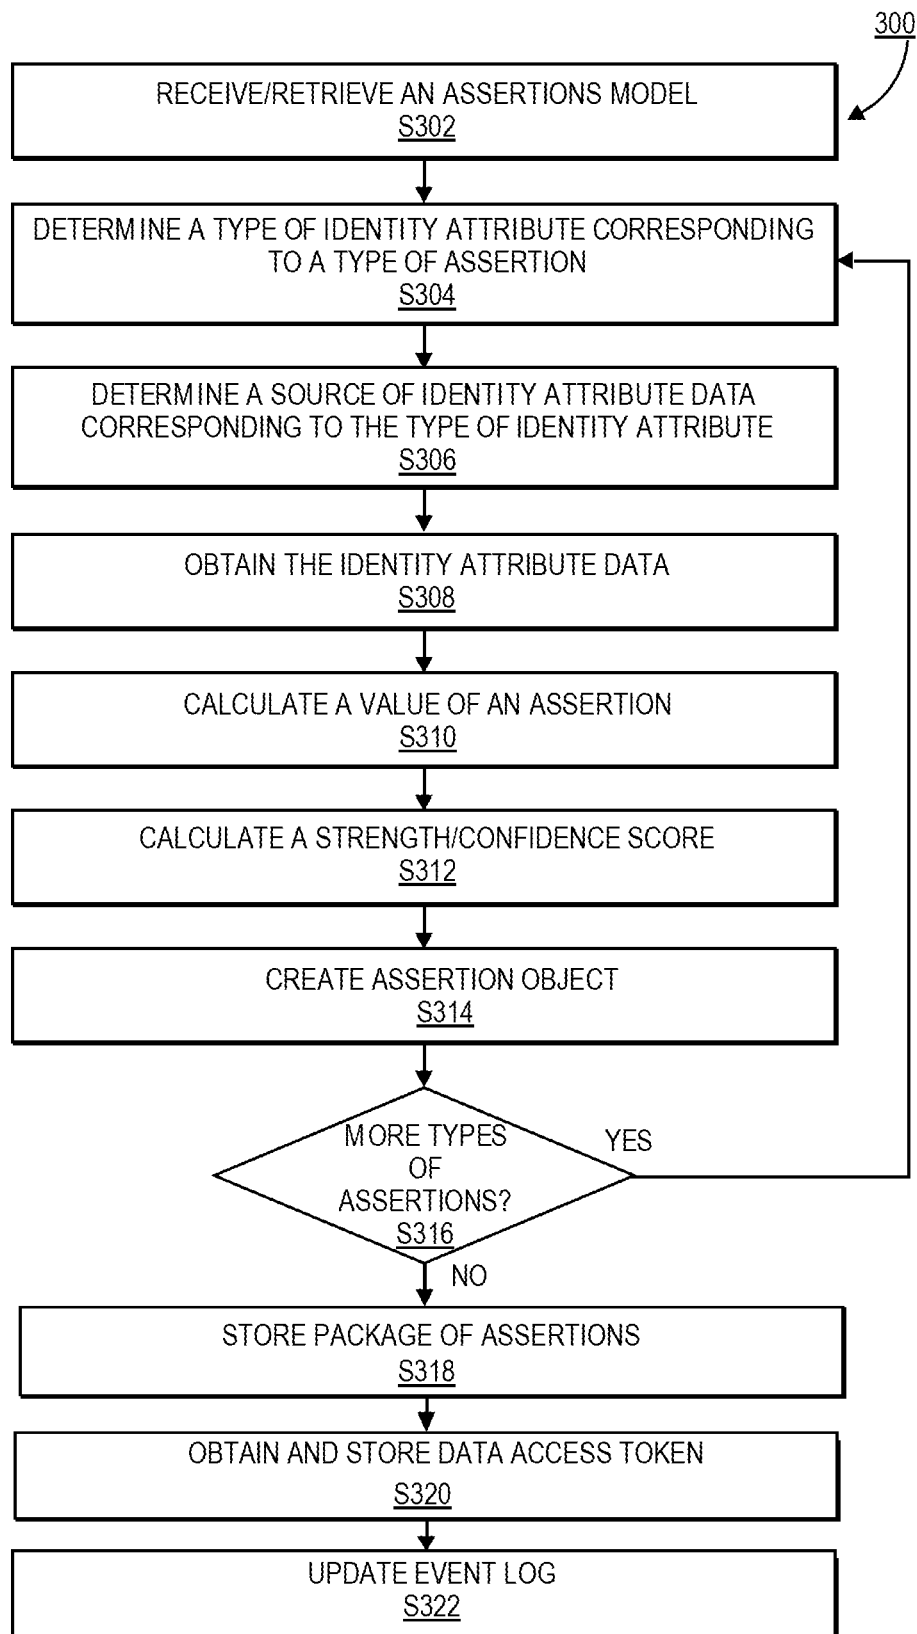 300
RECEIVE/RETRIEVE AN ASSERTIONS MODEL
S302
DETERMINE A TYPE OF IDENTITY ATTRIBUTE CORRESPONDING
TO A TYPE OF ASSERTION
S304
DETERMINE A SOURCE OF IDENTITY ATTRIBUTE DATA
CORRESPONDING TO THE TYPE OF IDENTITY ATTRIBUTE
S306
OBTAIN THE IDENTITY ATTRIBUTE DATA
S308
CALCULATE A VALUE OF AN ASSERTION
S310
CALCULATE A STRENGTH/CONFIDENCE SCORE
S312
CREATE ASSERTION OBJECT
S314
MORE TYPES
OF
ASSERTIONS?
S316
YES
NO
STORE PACKAGE OF ASSERTIONS
S318
OBTAIN AND STORE DATA ACCESS TOKEN
S320
UPDATE EVENT LOG
S322